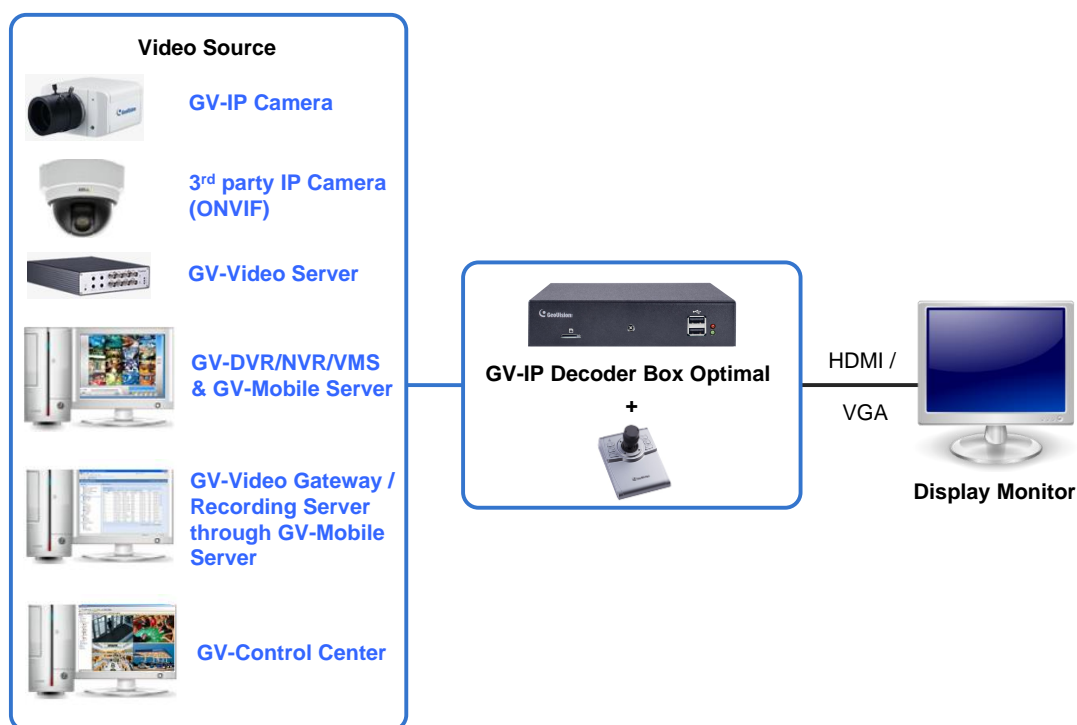 Video Source
GV-IP Camera
3rd party IP Camera
(ONVIF)
GV-Video Server
GV-DVR/NVR/VMS
& GV-Mobile Server
GV-Video Gateway /
Recording Server
through GV-Mobile
Server
GV-Control Center
GeoVision
GV-IP Decoder Box Optimal
+
HDMI /
VGA
Display Monitor